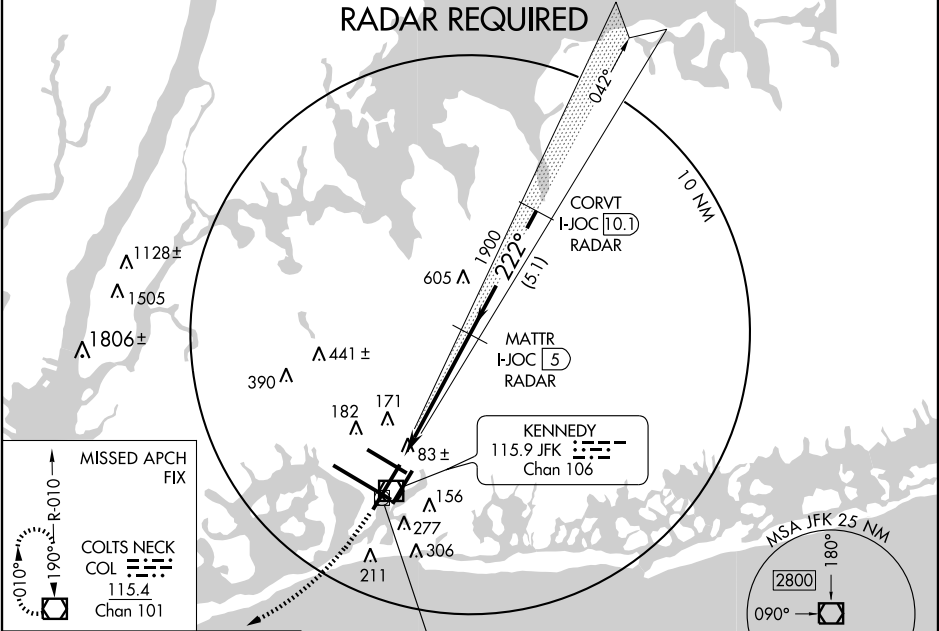 RADAR REQUIRED
042°
10 NM
CORVT
I-JOC 10.1
RADAR
1900
222°
(5.1)
605
1128±
1505
1806±
MATTR
I-JOC 5
RADAR
441±
390
171
182
83±
KENNEDY
115.9 JFK
Chan 106
156
277
306
211
MISSED APCH
FIX
R-010
190°
010°
COLTS NECK
COL
115.4
Chan 101
MSA JFK 25 NM
180°
2800
090°